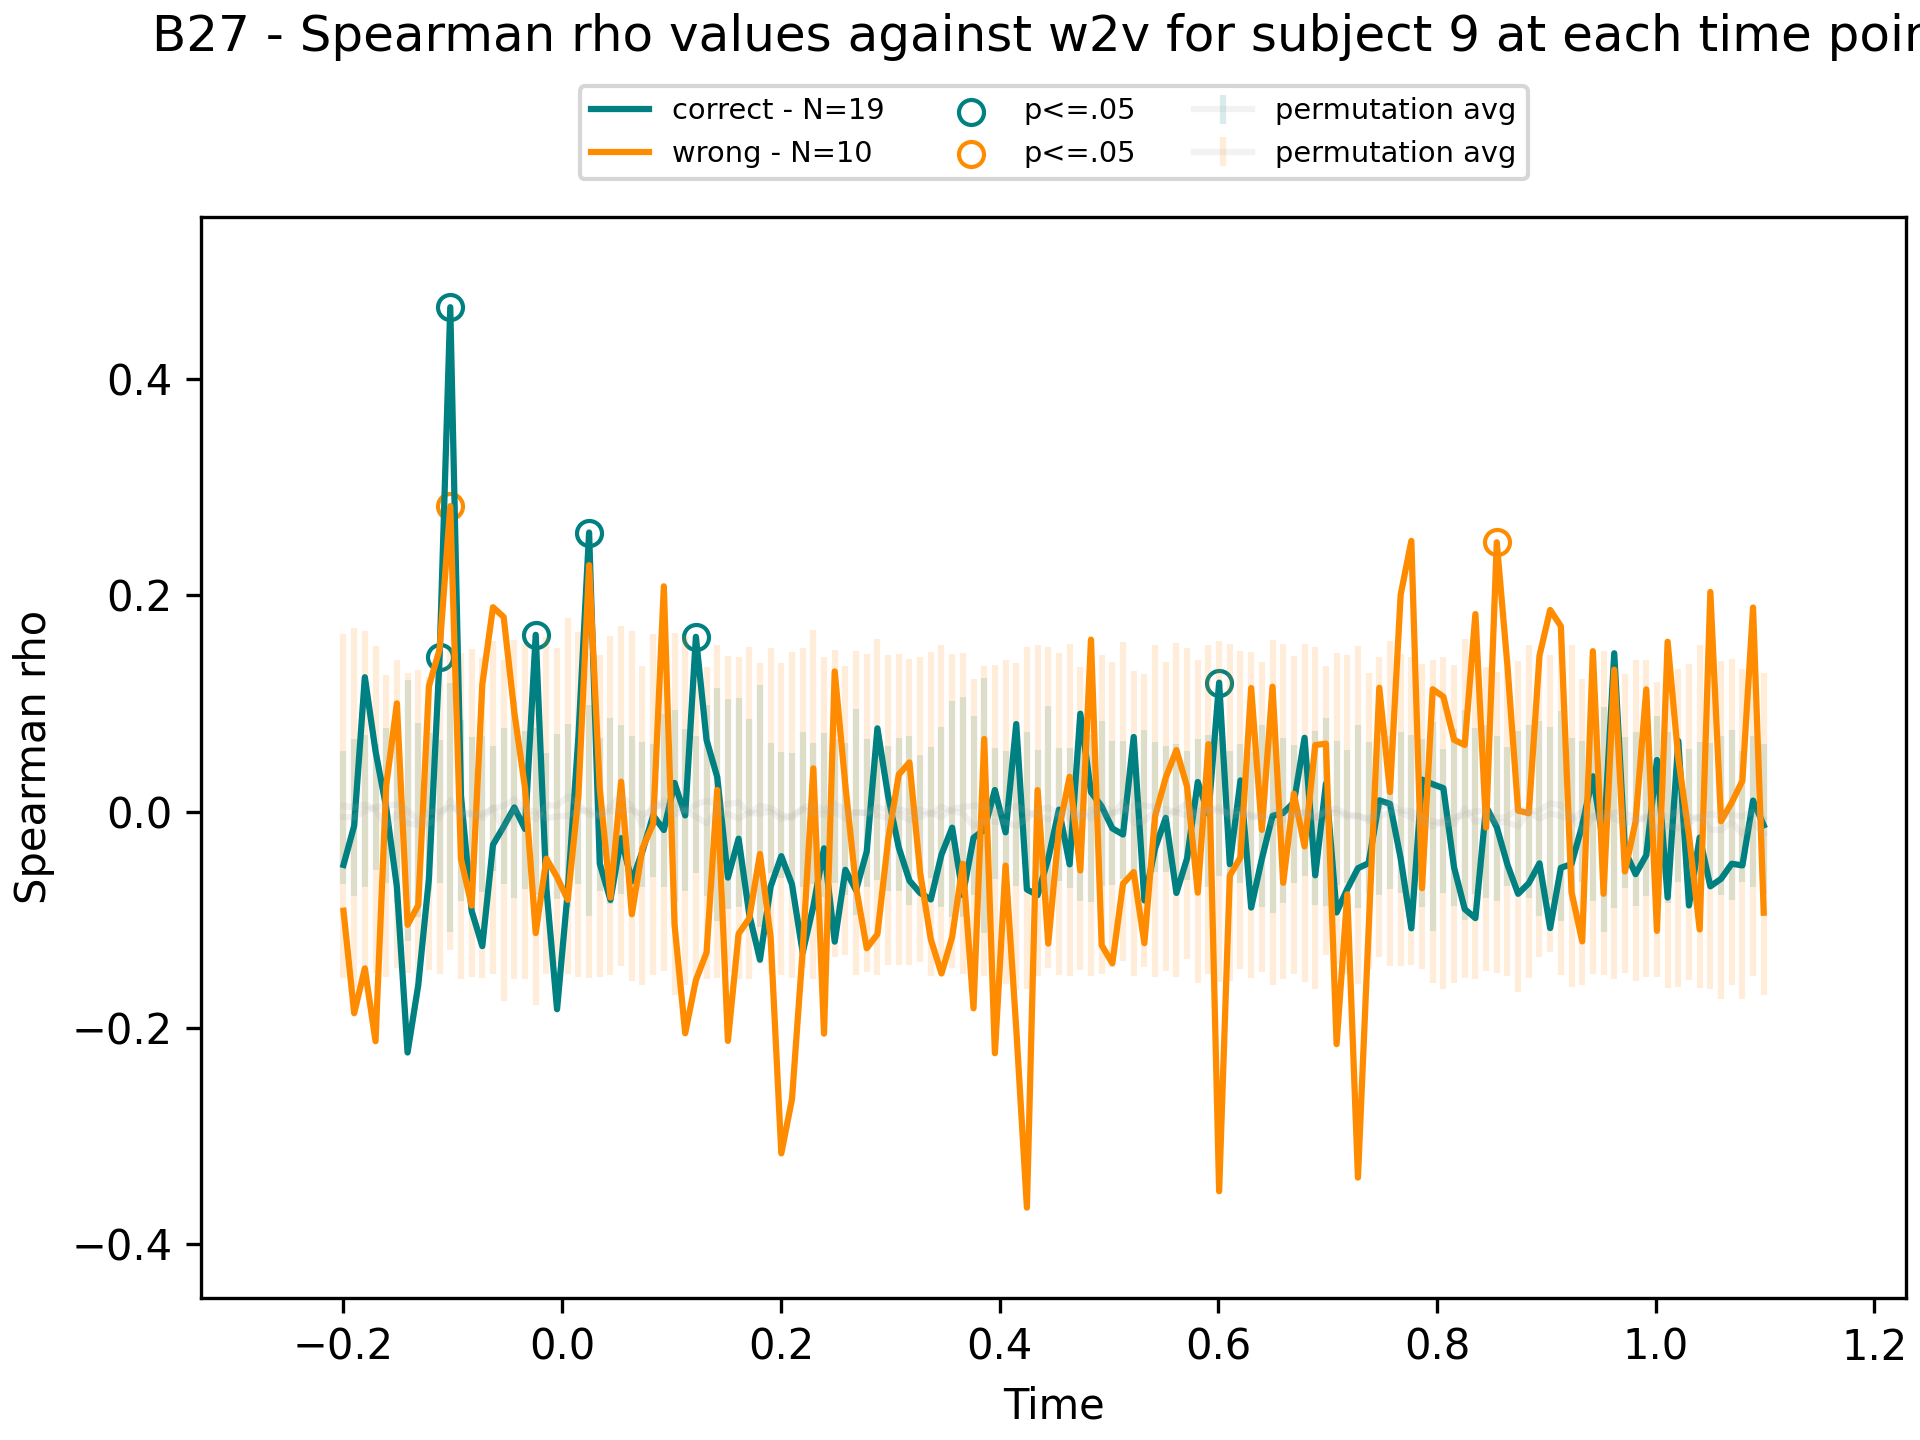 B27 - Spearman rho values against w2v for subject 9 at each time poin
correct - N=19 p<=.05 permutation avg
wrong - N=10 p<=.05 permutation avg
Spearman rho
0.4
0.2
0.0
−0.2
−0.4
−0.2 0.0 0.2 0.4 0.6 0.8 1.0 1.2
Time